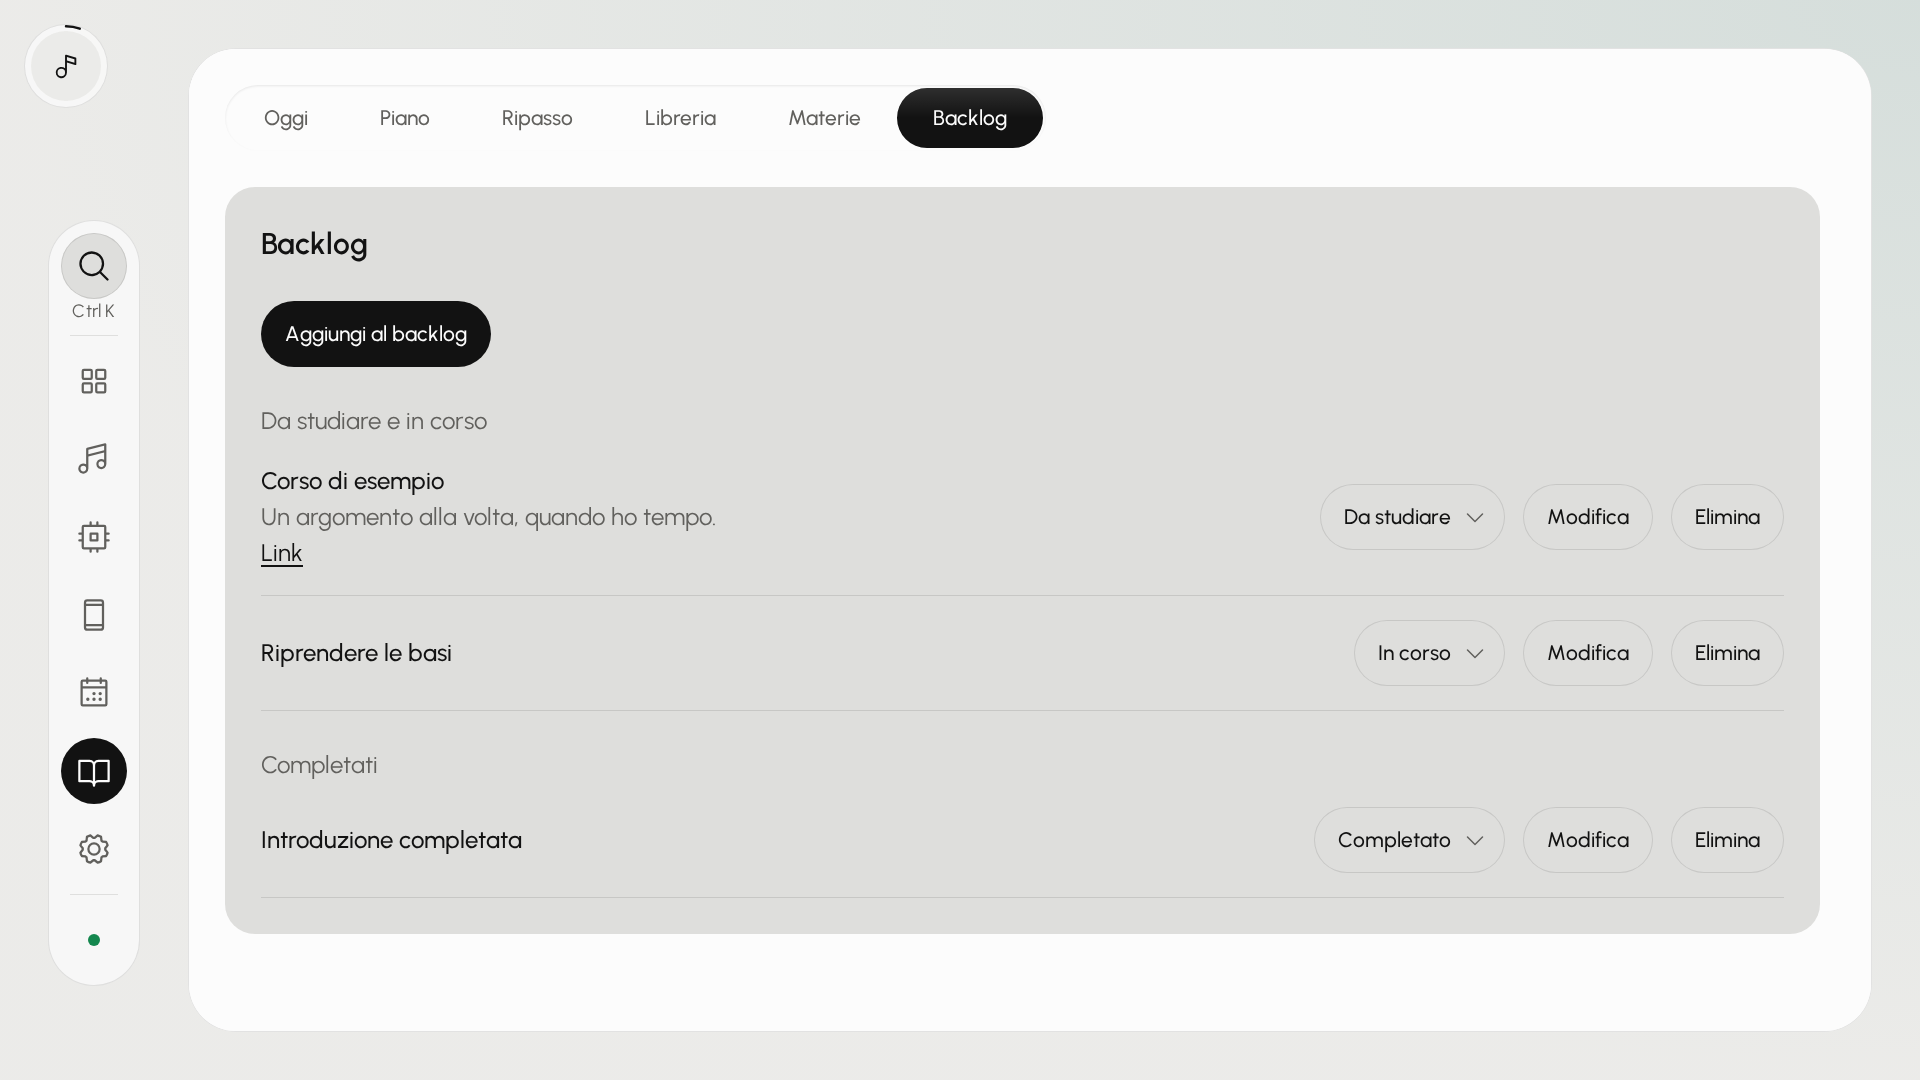 Oggi
Piano
Ripasso
Libreria
Materie
Backlog
Ctrl K
Backlog
Aggiungi al backlog
Da studiare e in corso
Corso di esempio
Un argomento alla volta, quando ho tempo.
Link
Da studiare
Modifica
Elimina
Riprendere le basi
In corso
Modifica
Elimina
Completati
Introduzione completata
Completato
Modifica
Elimina